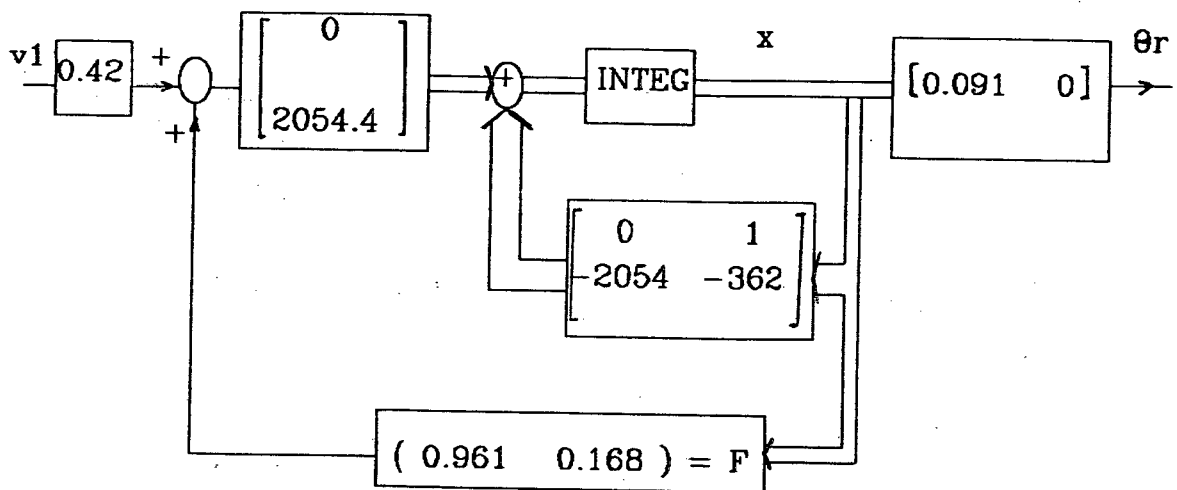 v1
0.42
+
+
0
2054.4
+
INTEG
x
[0.091 0]
θr
0 1
-2054 -362
( 0.961 0.168 ) = F